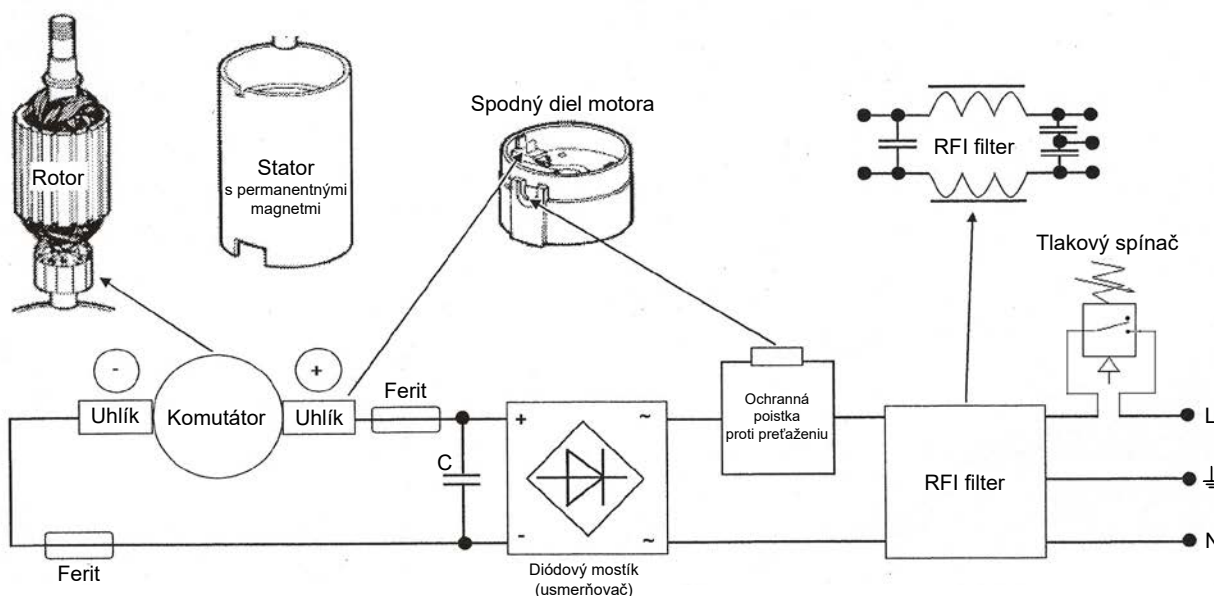 Spodný diel motora
Stator
s permanentnými
magnetmi
Rotor
RFI filter
Tlakový spínač
-
+
Uhlík
Komutátor
Uhlík
Ferit
C
+
~
-
~
Ochranná
poistka
proti preťaženiu
RFI filter
L
N
Ferit
Diódový mostík
(usmerňovač)